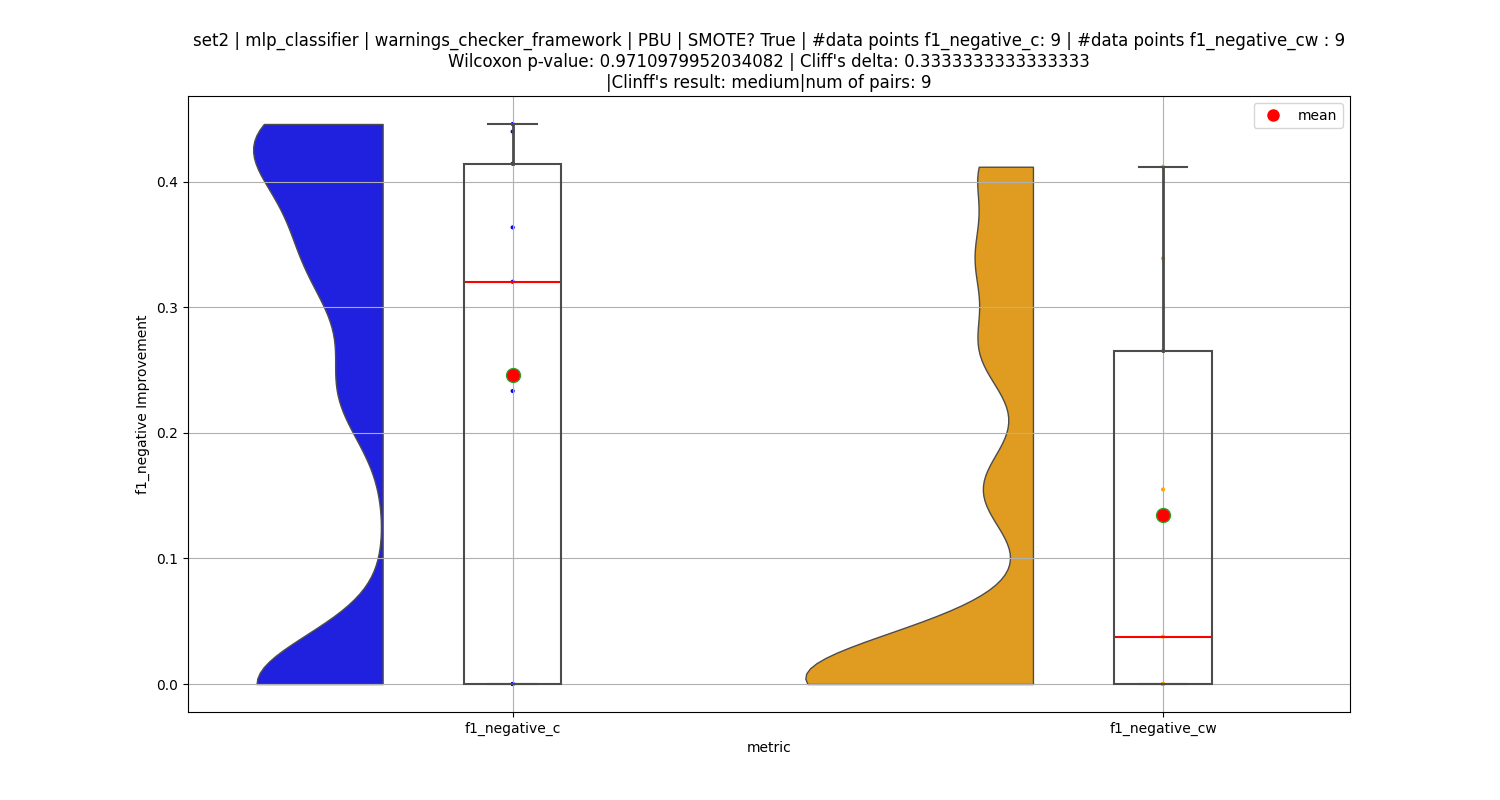 set2 | mlp_classifier | warnings_checker_framework | PBU | SMOTE? True | #data points f1_negative_c: 9 | #data points f1_negative_cw : 9
Wilcoxon p-value: 0.9710979952034082 | Cliff's delta: 0.3333333333333333
|Clinff's result: medium|num of pairs: 9
mean
0.4
0.3
0.2
0.1
0.0
f1_negative Improvement
f1_negative_c
f1_negative_cw
metric